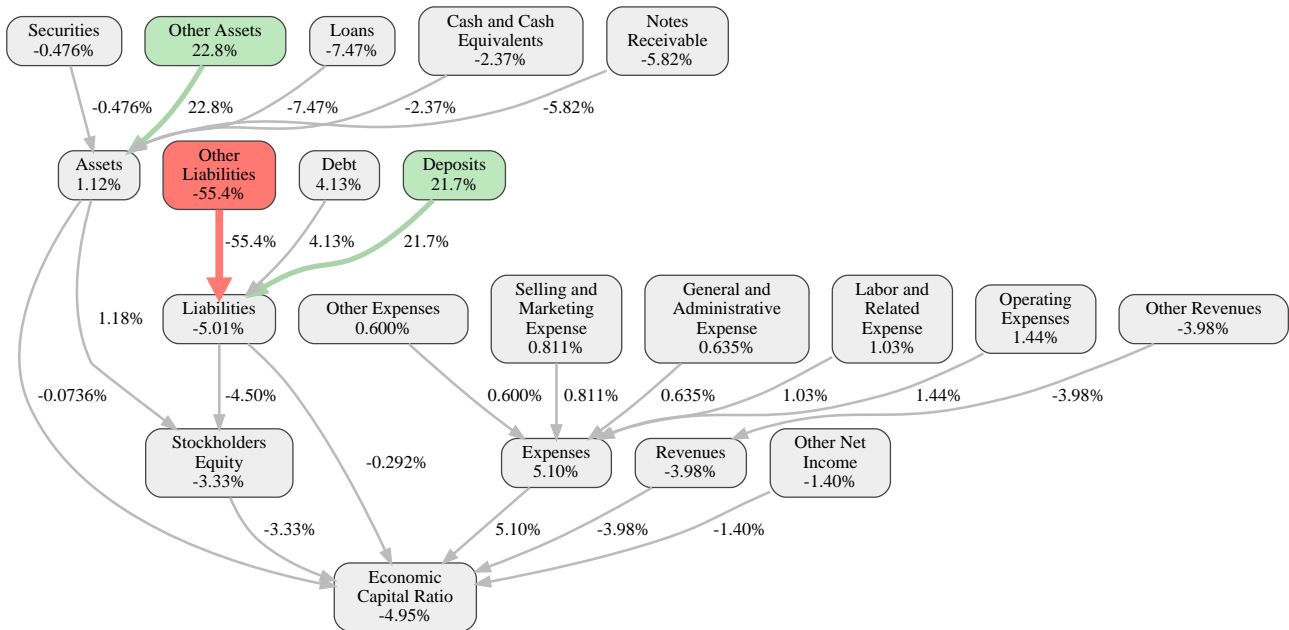 Securities
-0.476%
Other Assets
22.8%
Loans
-7.47%
Cash and Cash
Equivalents
-2.37%
Notes
Receivable
-5.82%
-0.476%
22.8%
-7.47%
-2.37%
-5.82%
Assets
1.12%
Other
Liabilities
-55.4%
Debt
4.13%
Deposits
21.7%
-55.4%
4.13%
21.7%
Liabilities
-5.01%
Other Expenses
0.600%
Selling and
Marketing
Expense
0.811%
General and
Administrative
Expense
0.635%
Labor and
Related
Expense
1.03%
Operating
Expenses
1.44%
Other Revenues
-3.98%
1.18%
-0.0736%
-4.50%
0.600%
0.811%
0.635%
1.03%
1.44%
-3.98%
Stockholders
Equity
-3.33%
-0.292%
Expenses
5.10%
Revenues
-3.98%
Other Net
Income
-1.40%
-3.33%
5.10%
-3.98%
-1.40%
Economic
Capital Ratio
-4.95%